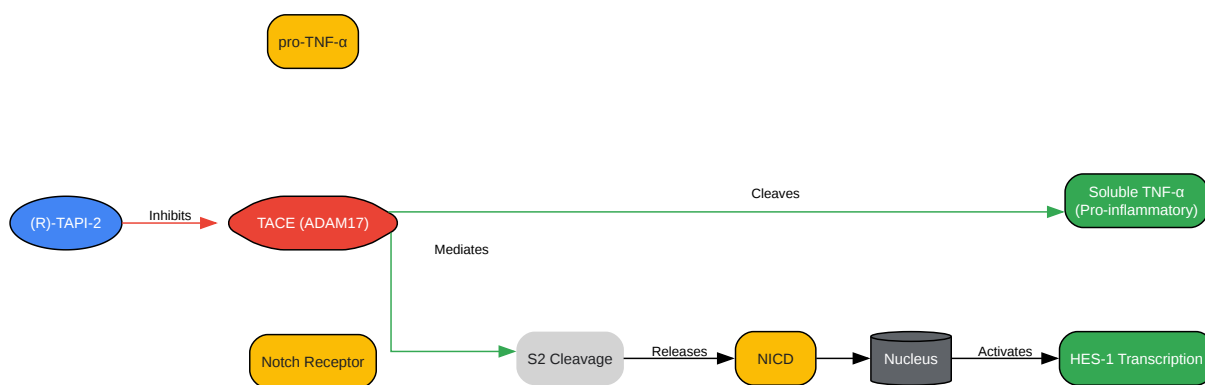 pro-TNF-α
Soluble TNF-α
(Pro-inflammatory)
Cleaves
(R)-TAPI-2
Inhibits
TACE (ADAM17)
Mediates
Notch Receptor
S2 Cleavage
Releases
NICD
Nucleus
Activates
HES-1 Transcription